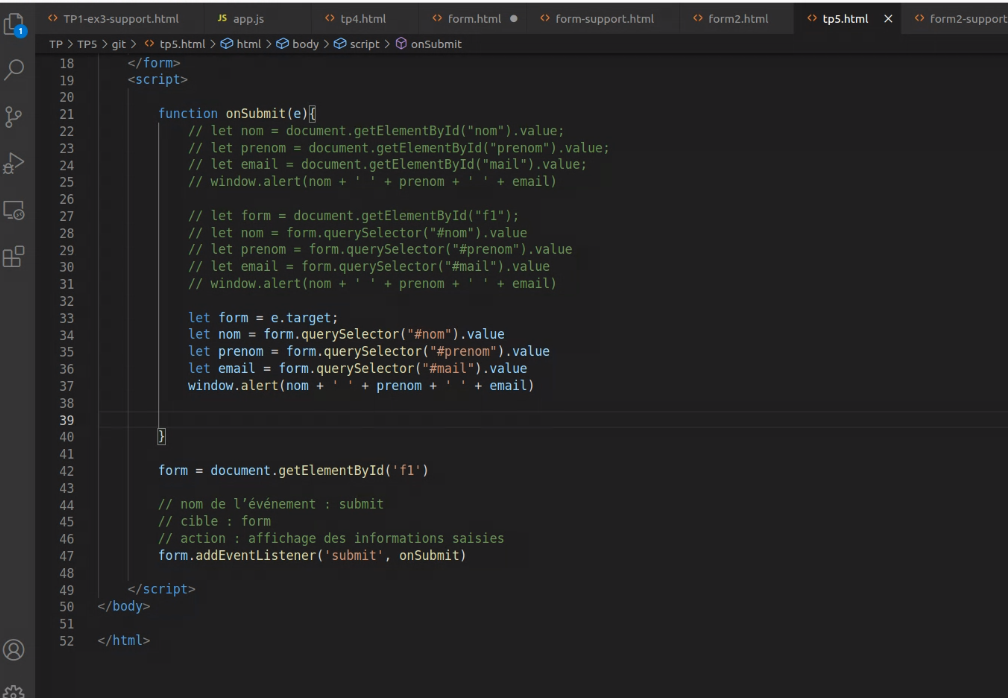 TP1-ex3-support.html JS app.js <> tp4.html <> form.html <> form-support.html <> form2.html <> tp5.html <> form2-support
1
TP > TP5 > git > <> tp5.html > html > body > script > onSubmit
18 </form>
19 <script>
20
21 function onSubmit(e){
22 // let nom = document.getElementById("nom").value;
23 // let prenom = document.getElementById("prenom").value;
24 // let email = document.getElementById("mail").value;
25 // window.alert(nom + ' ' + prenom + ' ' + email)
26
27 // let form = document.getElementById("f1");
28 // let nom = form.querySelector("#nom").value
29 // let prenom = form.querySelector("#prenom").value
30 // let email = form.querySelector("#mail").value
31 // window.alert(nom + ' ' + prenom + ' ' + email)
32
33 let form = e.target;
34 let nom = form.querySelector("#nom").value
35 let prenom = form.querySelector("#prenom").value
36 let email = form.querySelector("#mail").value
37 window.alert(nom + ' ' + prenom + ' ' + email)
38
39
40 }
41
42 form = document.getElementById('f1')
43
44 // nom de l’événement : submit
45 // cible : form
46 // action : affichage des informations saisies
47 form.addEventListener('submit', onSubmit)
48
49 </script>
50 </body>
51
52 </html>